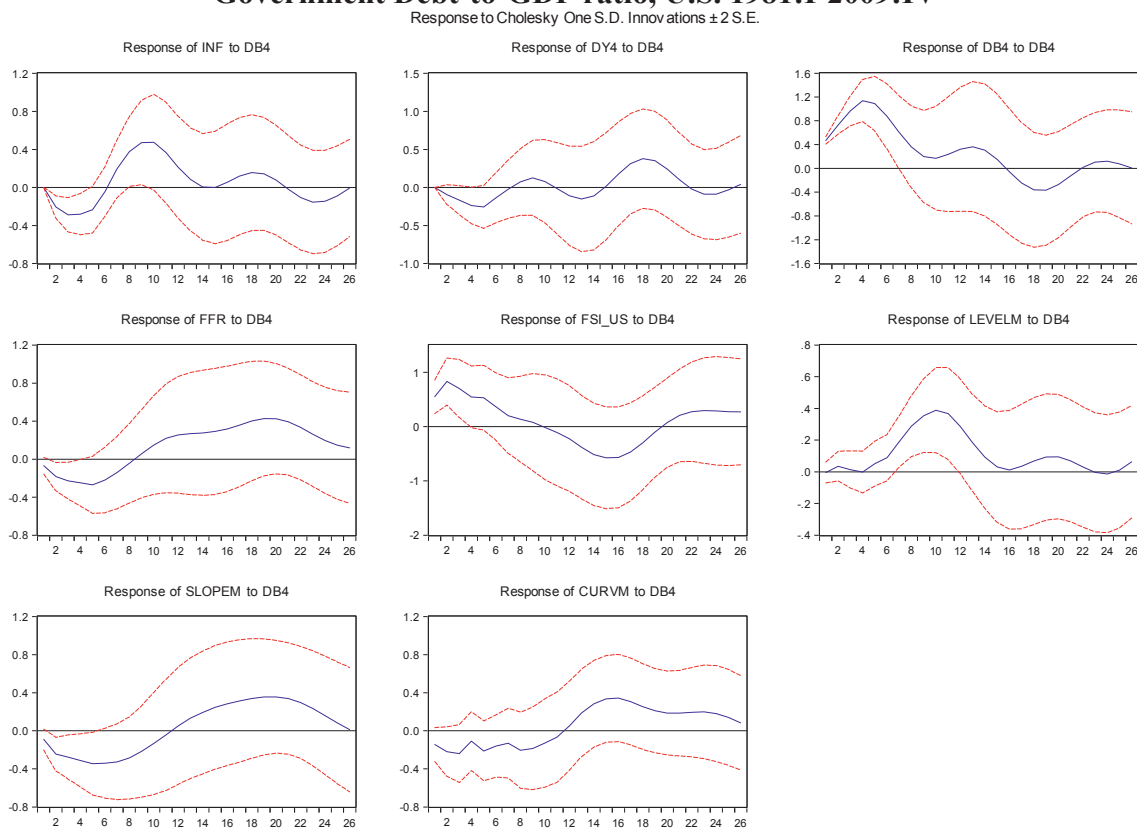 Government Debt-to-GDP ratio, U.S. 1981:I-2009:IV
Response to Cholesky One S.D. Innovations ± 2 S.E.
Response of INF to DB4
1.2
0.8
0.4
0.0
-0.4
-0.8
2 4 6 8 10 12 14 16 18 20 22 24 26
Response of DY4 to DB4
1.5
1.0
0.5
0.0
-0.5
-1.0
2 4 6 8 10 12 14 16 18 20 22 24 26
Response of DB4 to DB4
1.6
1.2
0.8
0.4
0.0
-0.4
-0.8
-1.2
-1.6
2 4 6 8 10 12 14 16 18 20 22 24 26
Response of FFR to DB4
1.2
0.8
0.4
0.0
-0.4
-0.8
2 4 6 8 10 12 14 16 18 20 22 24 26
Response of FSI_US to DB4
1
0
-1
-2
2 4 6 8 10 12 14 16 18 20 22 24 26
Response of LEVELM to DB4
.8
.6
.4
.2
.0
-.2
-.4
2 4 6 8 10 12 14 16 18 20 22 24 26
Response of SLOPEM to DB4
1.2
0.8
0.4
0.0
-0.4
-0.8
2 4 6 8 10 12 14 16 18 20 22 24 26
Response of CURVM to DB4
1.2
0.8
0.4
0.0
-0.4
-0.8
2 4 6 8 10 12 14 16 18 20 22 24 26